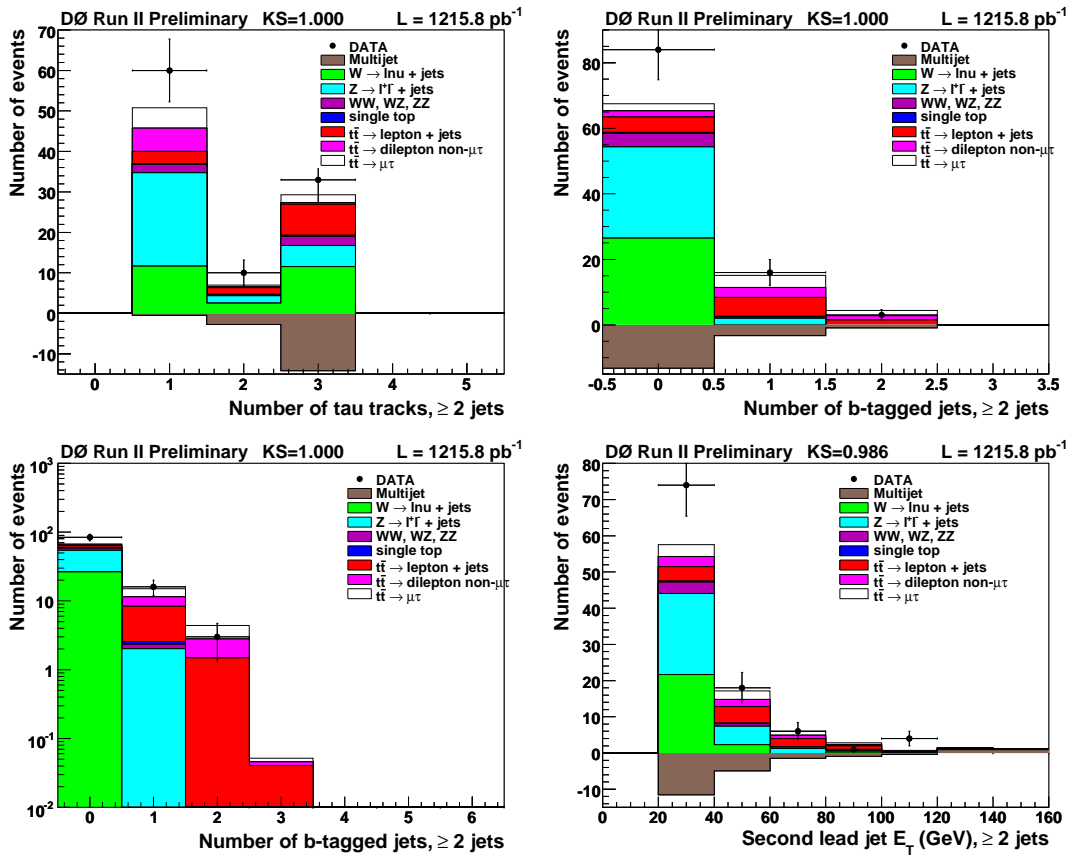 DØ Run II Preliminary KS=1.000 L = 1215.8 pb⁻¹
Number of events
70
60
50
40
30
20
10
0
-10
DATA
Multijet
W → lnu + jets
Z → l⁺l⁻ + jets
WW, WZ, ZZ
single top
tt̄ → lepton + jets
tt̄ → dilepton non-μτ
tt̄ → μτ
0 1 2 3 4 5
Number of tau tracks, ≥ 2 jets
DØ Run II Preliminary KS=1.000 L = 1215.8 pb⁻¹
Number of events
80
60
40
20
0
DATA
Multijet
W → lnu + jets
Z → l⁺l⁻ + jets
WW, WZ, ZZ
single top
tt̄ → lepton + jets
tt̄ → dilepton non-μτ
tt̄ → μτ
-0.5 0 0.5 1 1.5 2 2.5 3 3.5
Number of b-tagged jets, ≥ 2 jets
DØ Run II Preliminary KS=1.000 L = 1215.8 pb⁻¹
Number of events
10³
10²
10
1
10⁻¹
10⁻²
DATA
Multijet
W → lnu + jets
Z → l⁺l⁻ + jets
WW, WZ, ZZ
single top
tt̄ → lepton + jets
tt̄ → dilepton non-μτ
tt̄ → μτ
0 1 2 3 4 5 6
Number of b-tagged jets, ≥ 2 jets
DØ Run II Preliminary KS=0.986 L = 1215.8 pb⁻¹
Number of events
80
70
60
50
40
30
20
10
0
-10
DATA
Multijet
W → lnu + jets
Z → l⁺l⁻ + jets
WW, WZ, ZZ
single top
tt̄ → lepton + jets
tt̄ → dilepton non-μτ
tt̄ → μτ
0 20 40 60 80 100 120 140 160
Second lead jet E_T (GeV), ≥ 2 jets